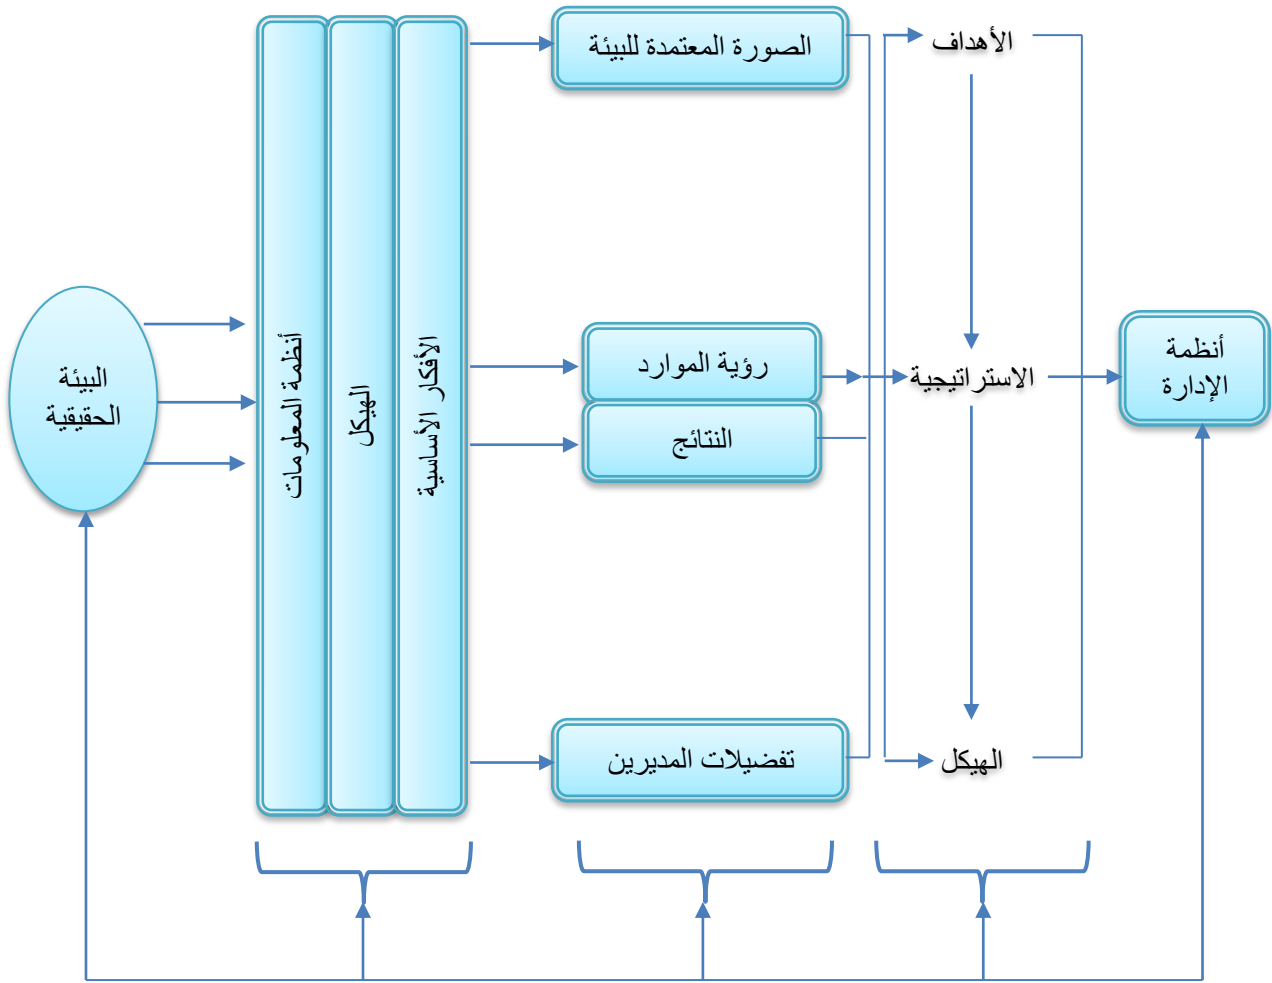 البيئة
الحقيقية
أنظمة المعلومات
الهيكل
الأفكار الأساسية
الصورة المعتمدة للبيئة
رؤية الموارد
النتائج
تفضيلات المديرين
الأهداف
الاستراتيجية
الهيكل
أنظمة
الإدارة